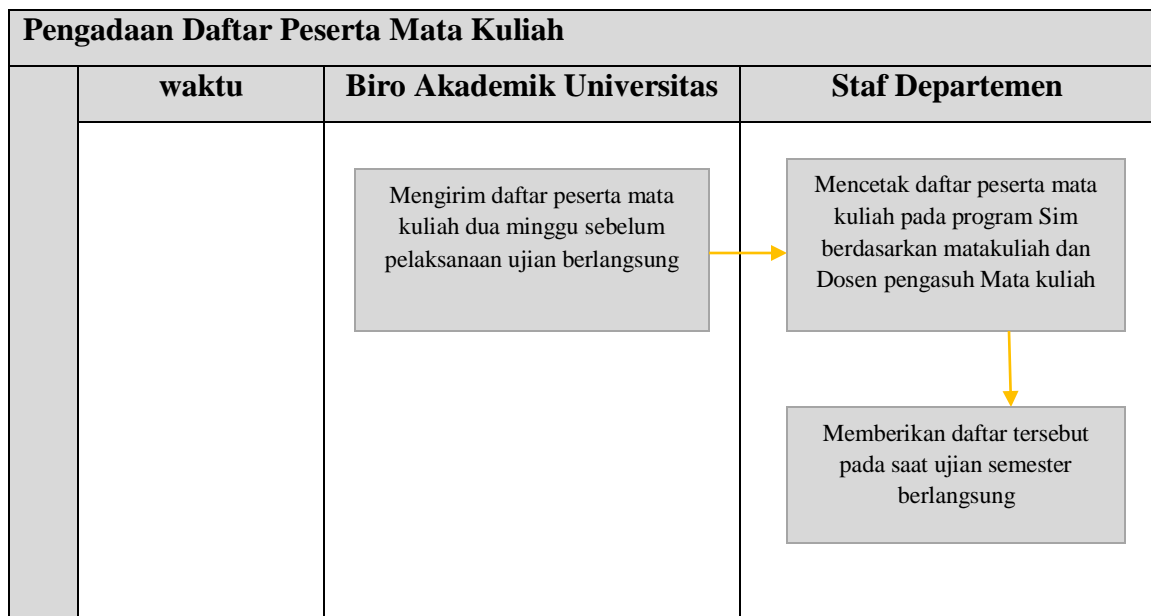 Pengadaan Daftar Peserta Mata Kuliah
waktu
Biro Akademik Universitas
Staf Departemen
Mengirim daftar peserta mata
kuliah dua minggu sebelum
pelaksanaan ujian berlangsung
Mencetak daftar peserta mata
kuliah pada program Sim
berdasarkan matakuliah dan
Dosen pengasuh Mata kuliah
Memberikan daftar tersebut
pada saat ujian semester
berlangsung